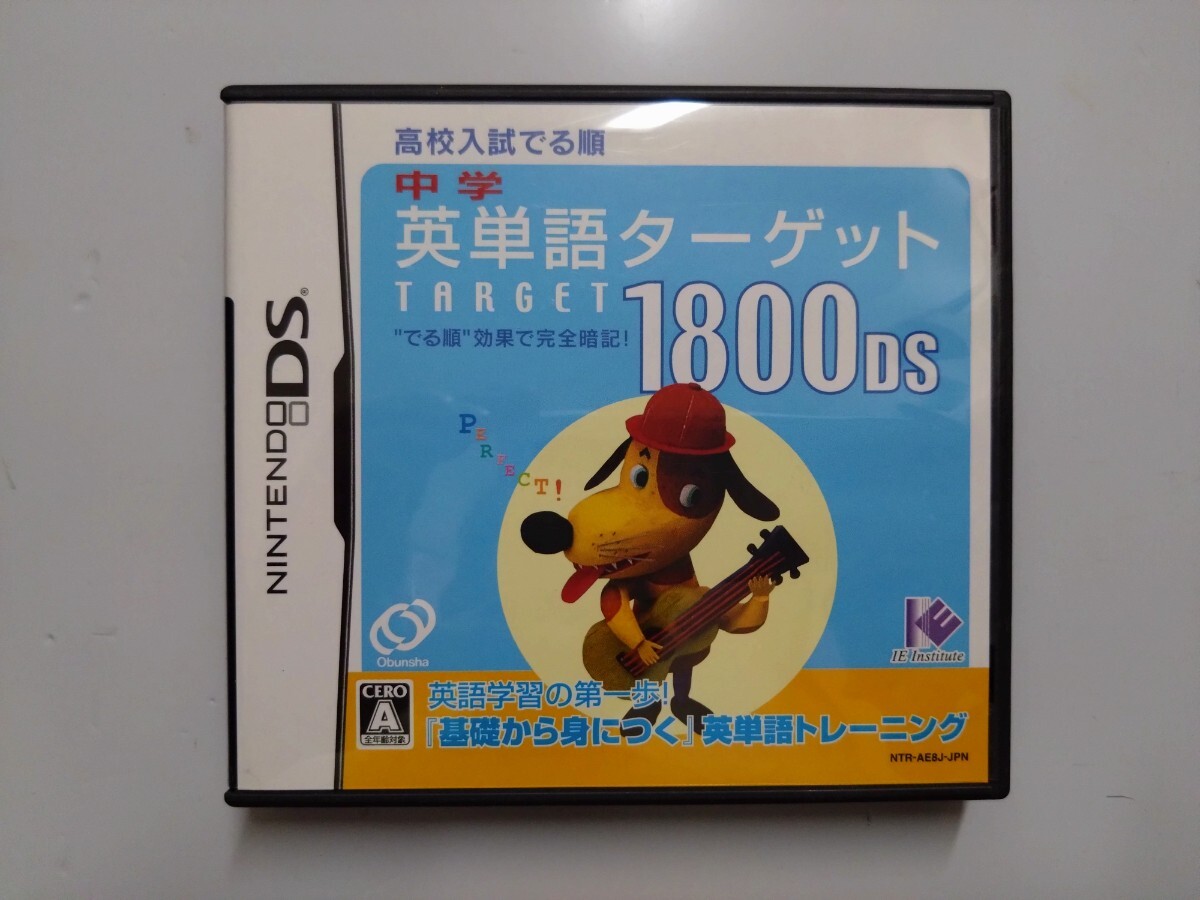 NINTENDO DS®
高校入試でる順
中学
英単語ターゲット
TARGET
1800DS
"でる順"効果で完全暗記!
PERFECT!
Obunsha
IE Institute
CERO
A
全年齢対象
英語学習の第一歩!
『基礎から身につく』英単語トレーニング
NTR-AE8J-JPN